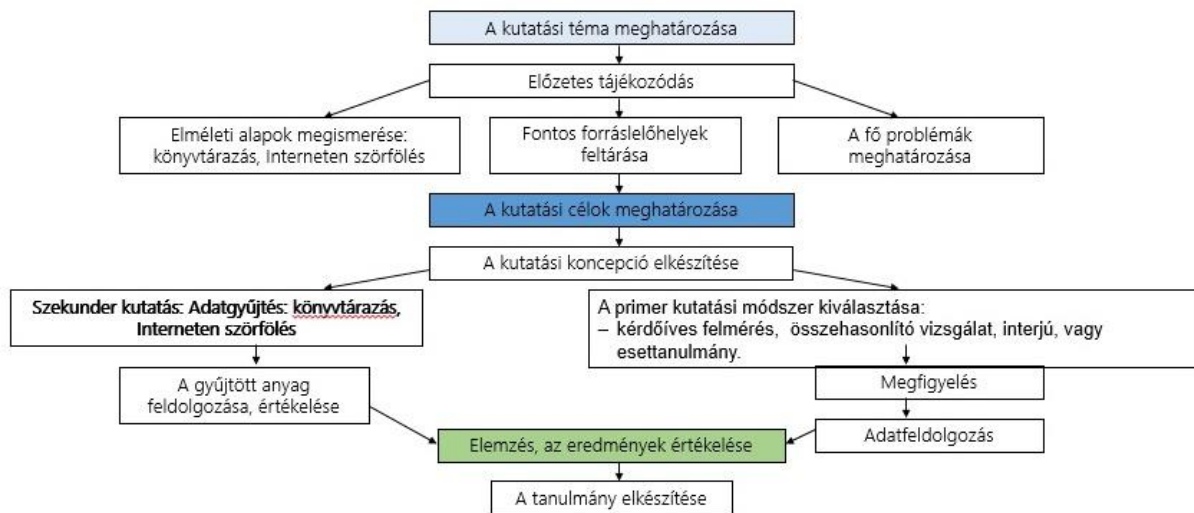 A kutatási téma meghatározása
Előzetes tájékozódás
Elméleti alapok megismerése:
könyvtárazás, Interneten szörfölés
Fontos forráslelőhelyek
feltárása
A fő problémák
meghatározása
A kutatási célok meghatározása
A kutatási koncepció elkészítése
Szekunder kutatás: Adatgyűjtés: könyvtárazás,
Interneten szörfölés
A primer kutatási módszer kiválasztása:
– kérdőíves felmérés, összehasonlító vizsgálat, interjú, vagy
esettanulmány.
A gyűjtött anyag
feldolgozása, értékelése
Megfigyelés
Adatfeldolgozás
Elemzés, az eredmények értékelése
A tanulmány elkészítése